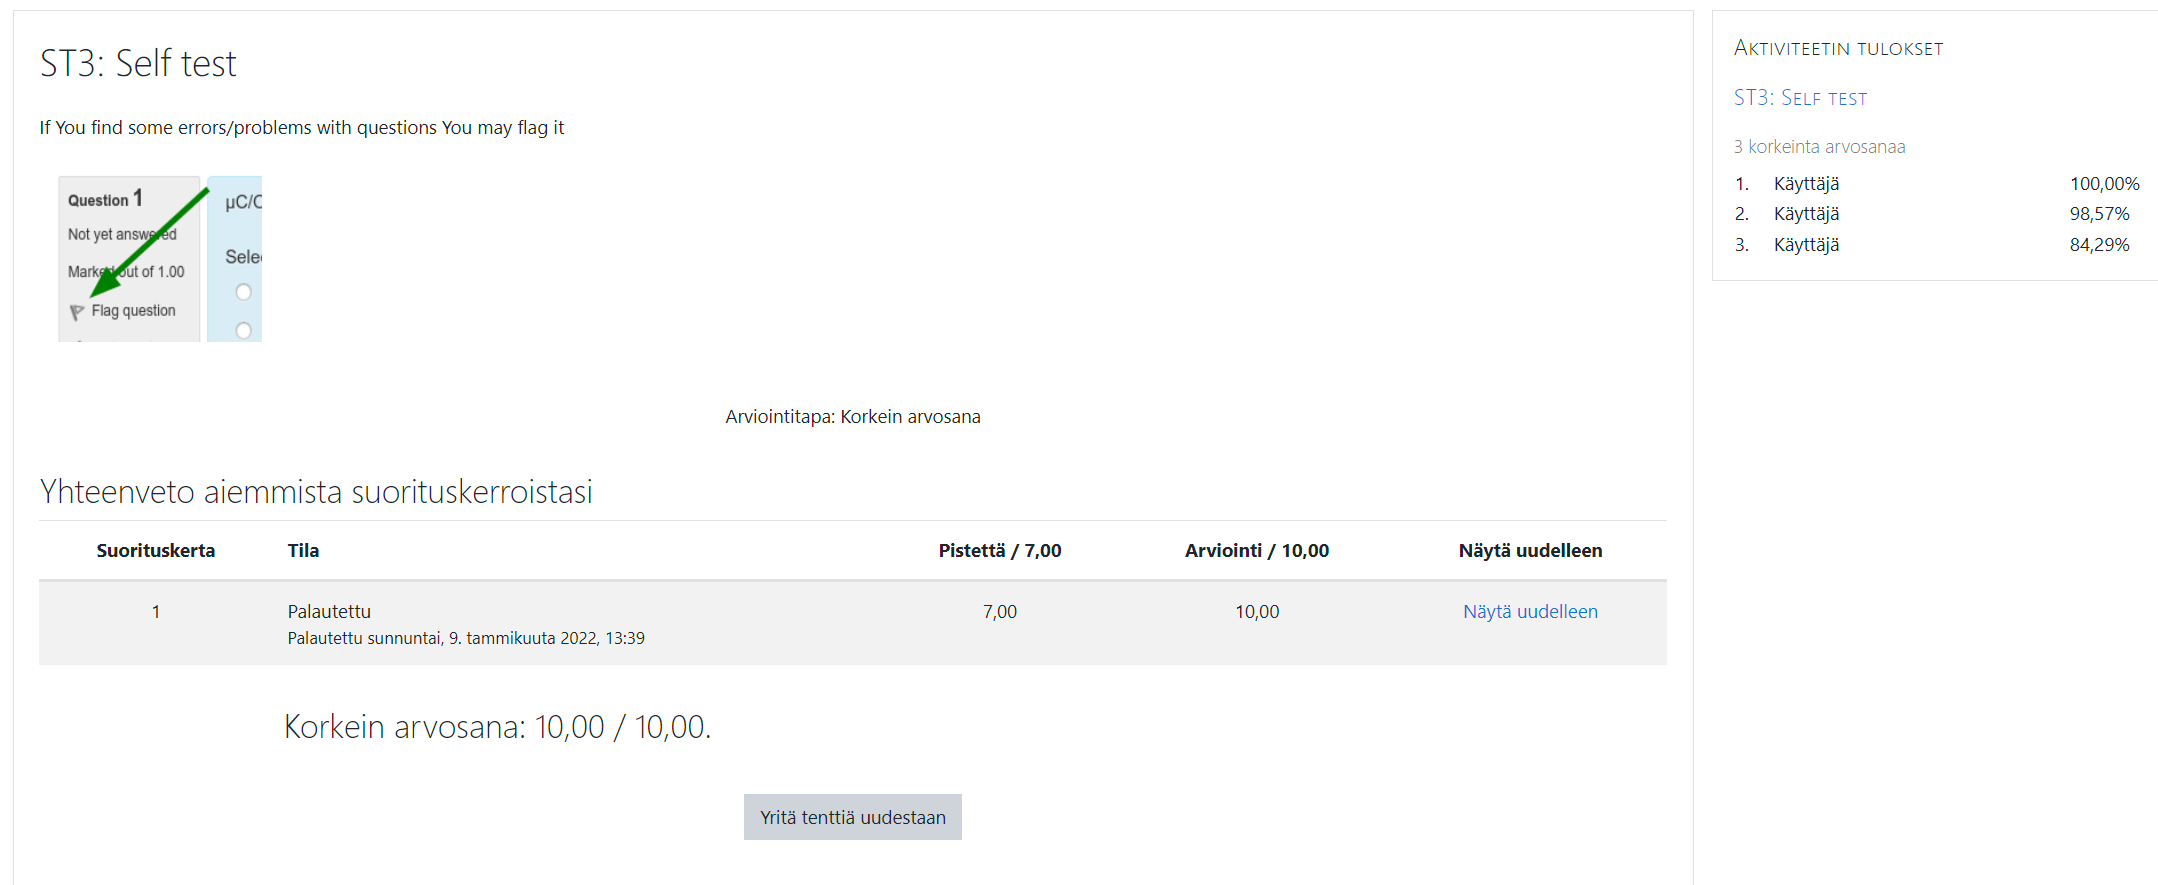 ST3: Self test
If You find some errors/problems with questions You may flag it
Question 1
Not yet answered
Marked out of 1.00
Flag question
µC/
Arviointitapa: Korkein arvosana
Yhteenveto aiemmista suorituskerroistasi
Suorituskerta Tila Pistettä / 7,00 Arviointi / 10,00 Näytä uudelleen
1 Palautettu 7,00 10,00 Näytä uudelleen
Palautettu sunnuntai, 9. tammikuuta 2022, 13:39
Korkein arvosana: 10,00 / 10,00.
Yritä tenttiä uudestaan
AKTIVITEETIN TULOKSET
ST3: SELF TEST
3 korkeinta arvosanaa
1. Käyttäjä 100,00%
2. Käyttäjä 98,57%
3. Käyttäjä 84,29%